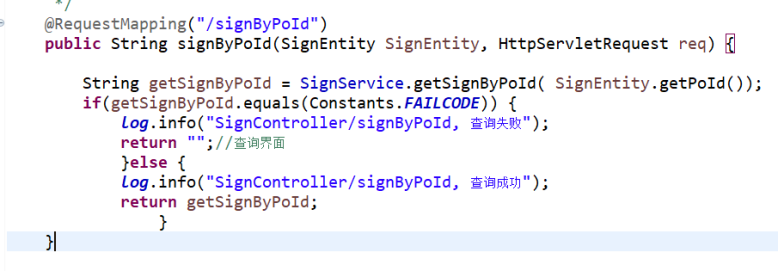 */
@RequestMapping("/signByPoId")
public String signByPoId(SignEntity SignEntity, HttpServletRequest req) {
String getSignByPoId = SignService.getSignByPoId( SignEntity.getPoId());
if(getSignByPoId.equals(Constants.FAILCODE)) {
log.info("SignController/signByPoId, 查询失败");
return "";//查询界面
}else {
log.info("SignController/signByPoId, 查询成功");
return getSignByPoId;
}
}